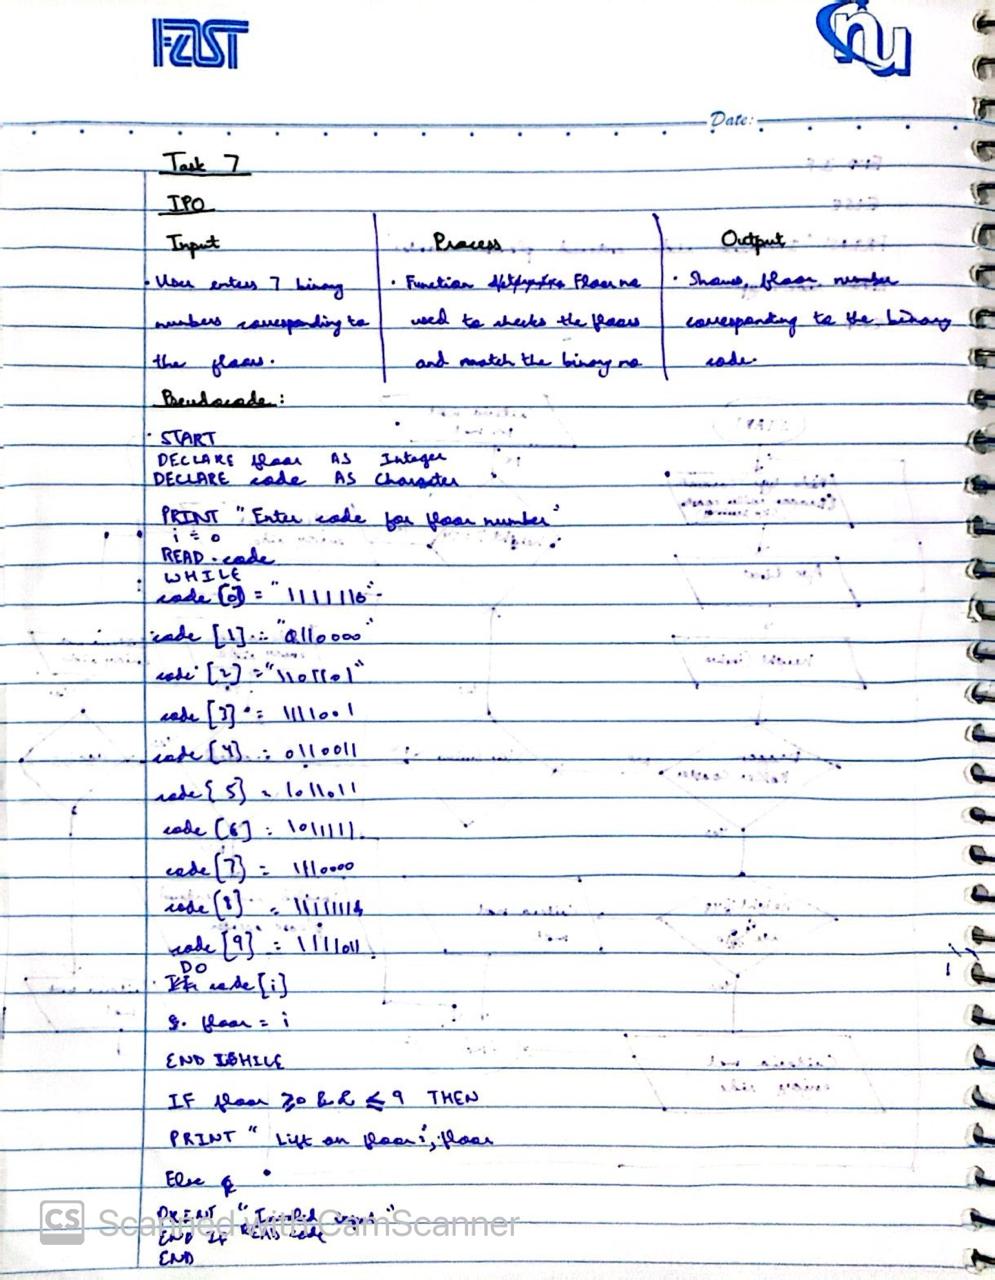 FAST
nu
Date:
Task 7
IPO
Input Process Output
· User enters 7 binary · Function Floor no · Shows floor number
numbers corresponding to used to checks the floors corresponding to the binary
the floors. and match the binary no code.
Pseudocode:
· START
DECLARE floor AS Integer
DECLARE code AS Character
PRINT "Enter code for floor number"
i = 0
READ code
WHILE
code [0] = "1111110"
code [1] = "0110000"
code [2] = "1101101"
code [3] = 1111001
code [4] = 0110011
code [5] = 1011011
code [6] = 1011111
code [7] = 1110000
code [8] = 1111111
code [9] = 1111011
DO
code [i]
floor = i
END WHILE
IF floor ≥0 && ≤ 9 THEN
PRINT "Lift on floor:", floor
Else
PRINT "Invalid"
END IF READ code
END
CS Scanned with CamScanner